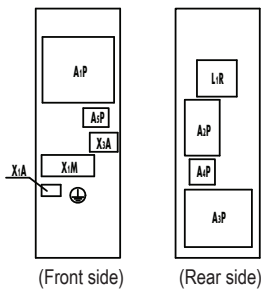 A1P
A5P
X3A
X1A
X1M
(Front side)
L1R
A2P
A4P
A3P
(Rear side)